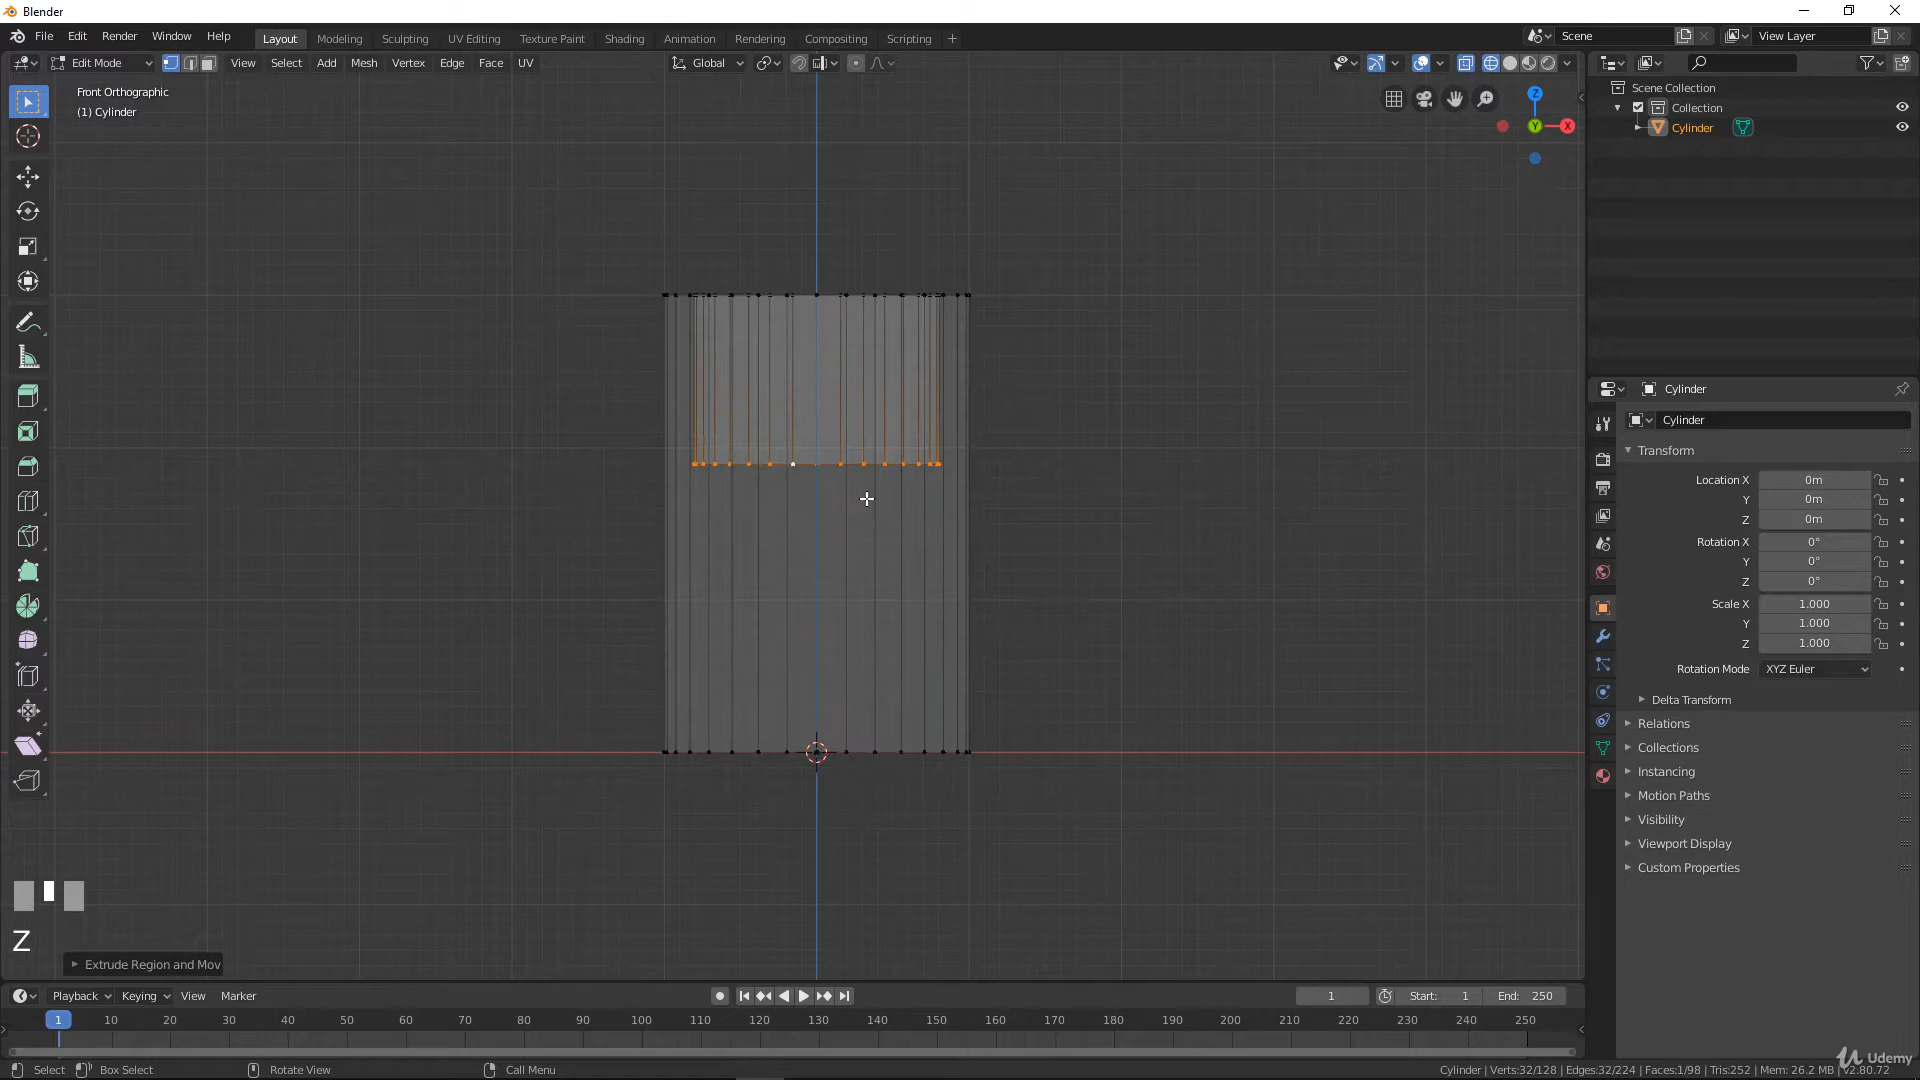 Blender
File Edit Render Window Help
Layout Modeling Sculpting UV Editing Texture Paint Shading Animation Rendering Compositing Scripting
Scene View Layer
Edit Mode View Select Add Mesh Vertex Edge Face UV Global
Front Orthographic
(1) Cylinder
Z
Y
X
Scene Collection
Collection
Cylinder
Cylinder
Cylinder
Transform
Location X 0m
Y 0m
Z 0m
Rotation X 0°
Y 0°
Z 0°
Scale X 1.000
Y 1.000
Z 1.000
Rotation Mode XYZ Euler
Delta Transform
Relations
Collections
Instancing
Motion Paths
Visibility
Viewport Display
Custom Properties
Z
Extrude Region and Mov
Playback Keying View Marker 1 Start: 1 End: 250
1 10 20 30 40 50 60 70 80 90 100 110 120 130 140 150 160 170 180 190 200 210 220 230 240 250
Select Box Select Rotate View Call Menu
Cylinder | Verts:32/128 | Edges:32/224 | Faces:1/98 | Tris:252 | Mem: 26.2 MB | v2.80.72
Udemy